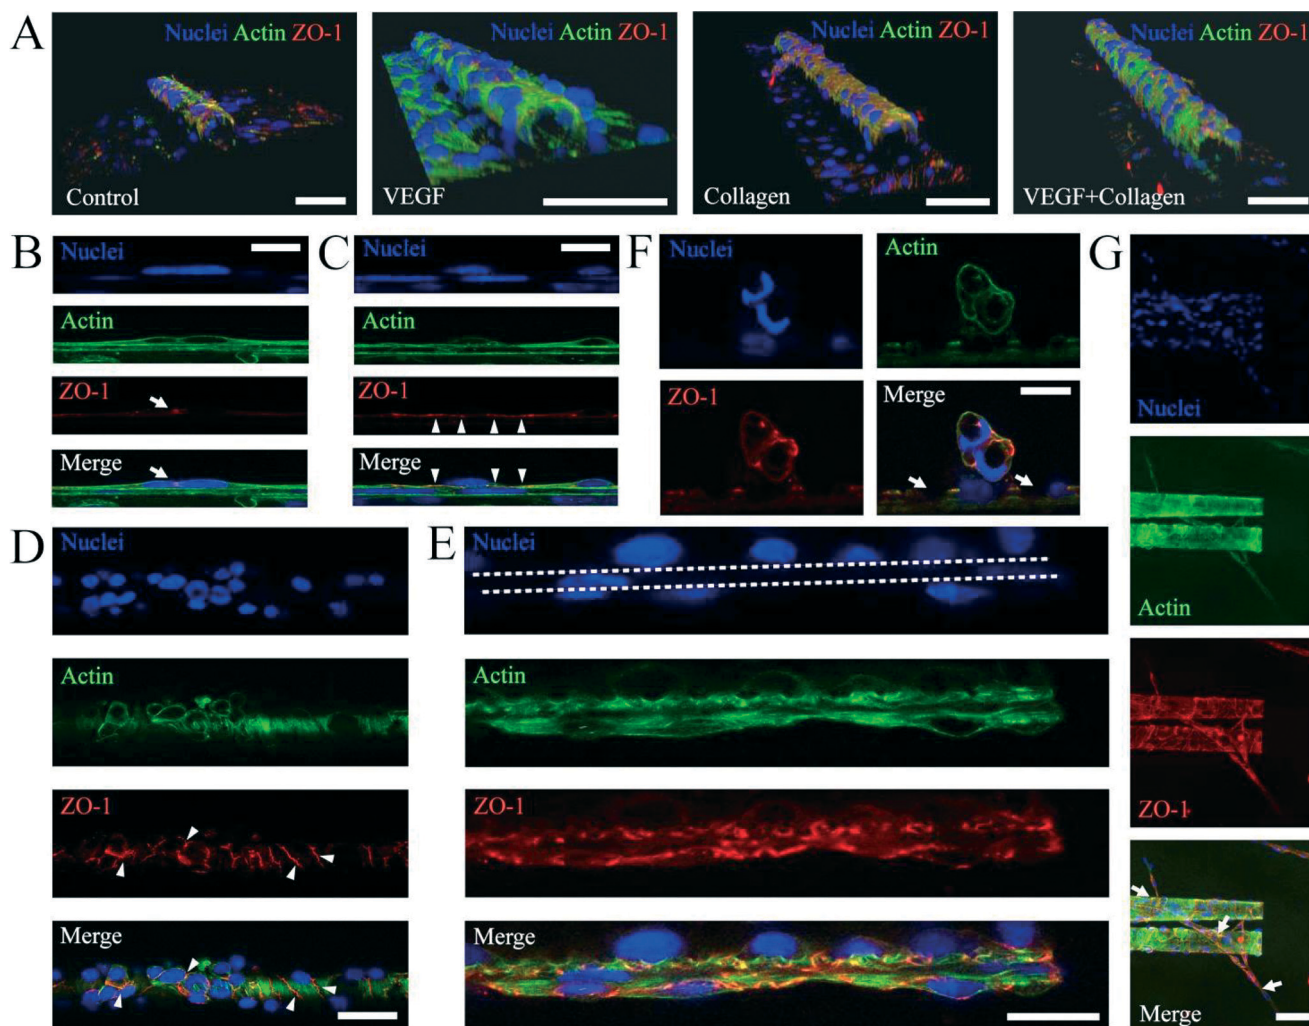 A
Nuclei Actin ZO-1
Control
Nuclei Actin ZO-1
VEGF
Nuclei Actin ZO-1
Collagen
Nuclei Actin ZO-1
VEGF+Collagen
B
Nuclei
Actin
ZO-1
Merge
C
Nuclei
Actin
ZO-1
Merge
F
Nuclei
Actin
ZO-1
Merge
G
Nuclei
Actin
ZO-1
Merge
D
Nuclei
Actin
ZO-1
Merge
E
Nuclei
Actin
ZO-1
Merge